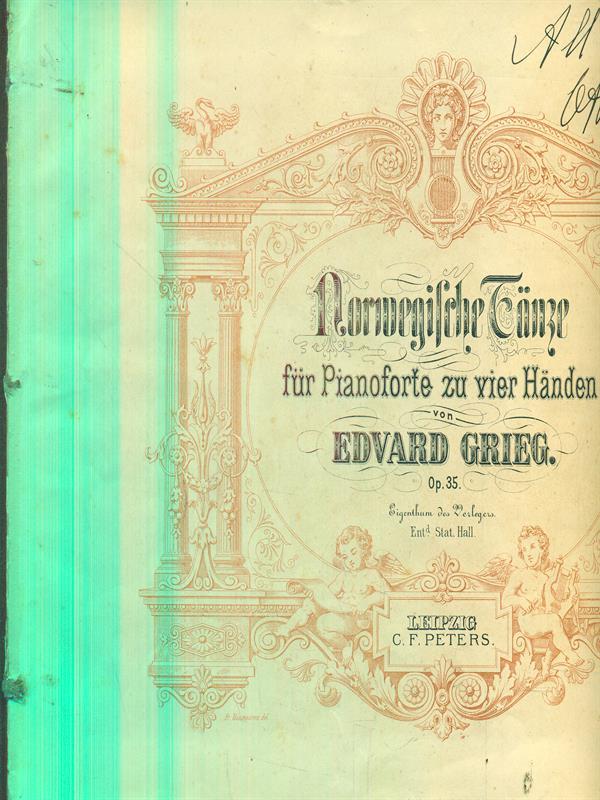 All
Norwegische Tänze
für Pianoforte zu vier Händen
von
EDVARD GRIEG.
Op. 35.
Eigenthum des Verlegers.
Entd Stat. Hall.
LEIPZIG
C. F. PETERS.